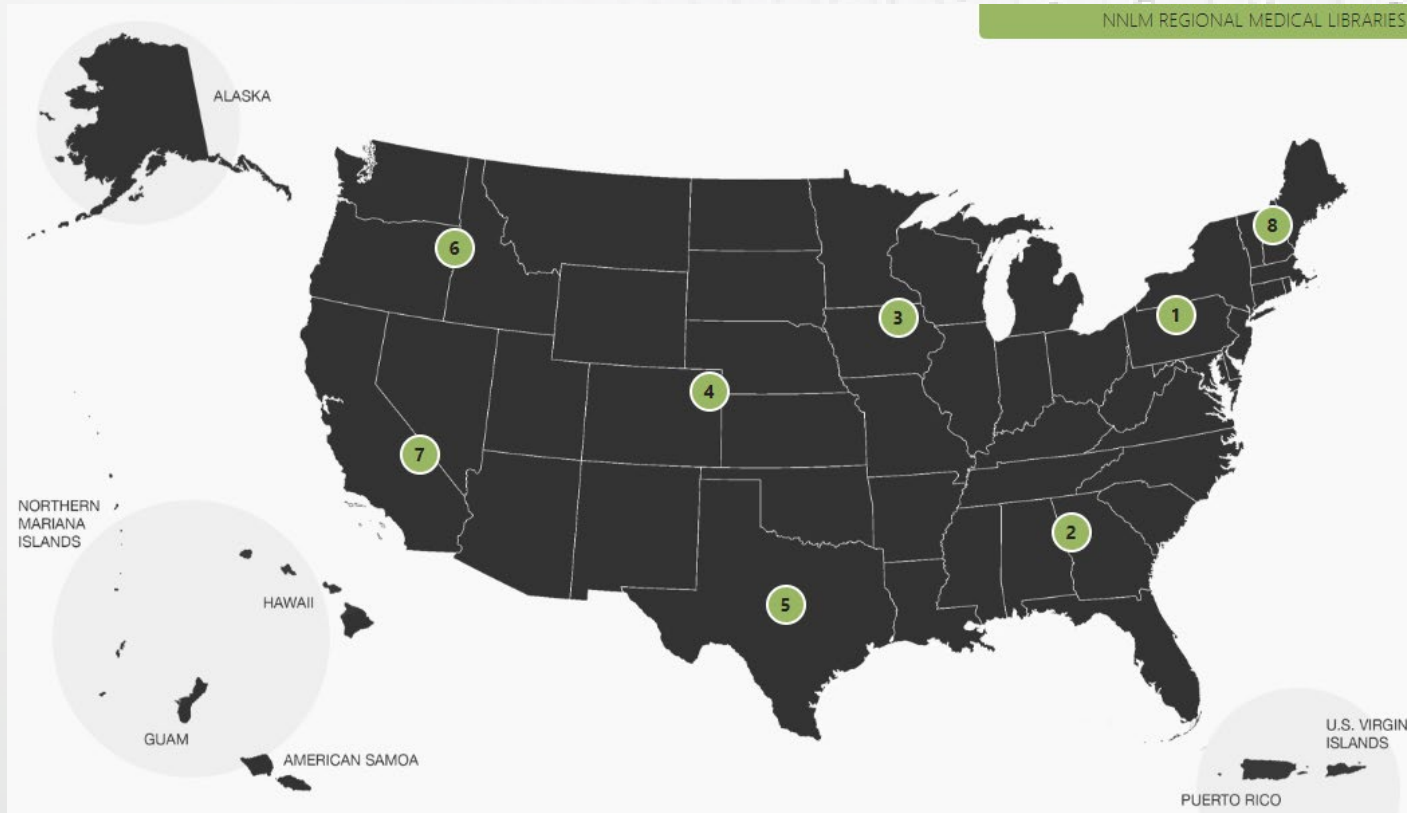 NNLM REGIONAL MEDICAL LIBRARIES
ALASKA
8
6
1
3
4
7
NORTHERN
MARIANA
ISLANDS
2
HAWAII
5
GUAM
AMERICAN SAMOA
U.S. VIRGIN
ISLANDS
PUERTO RICO